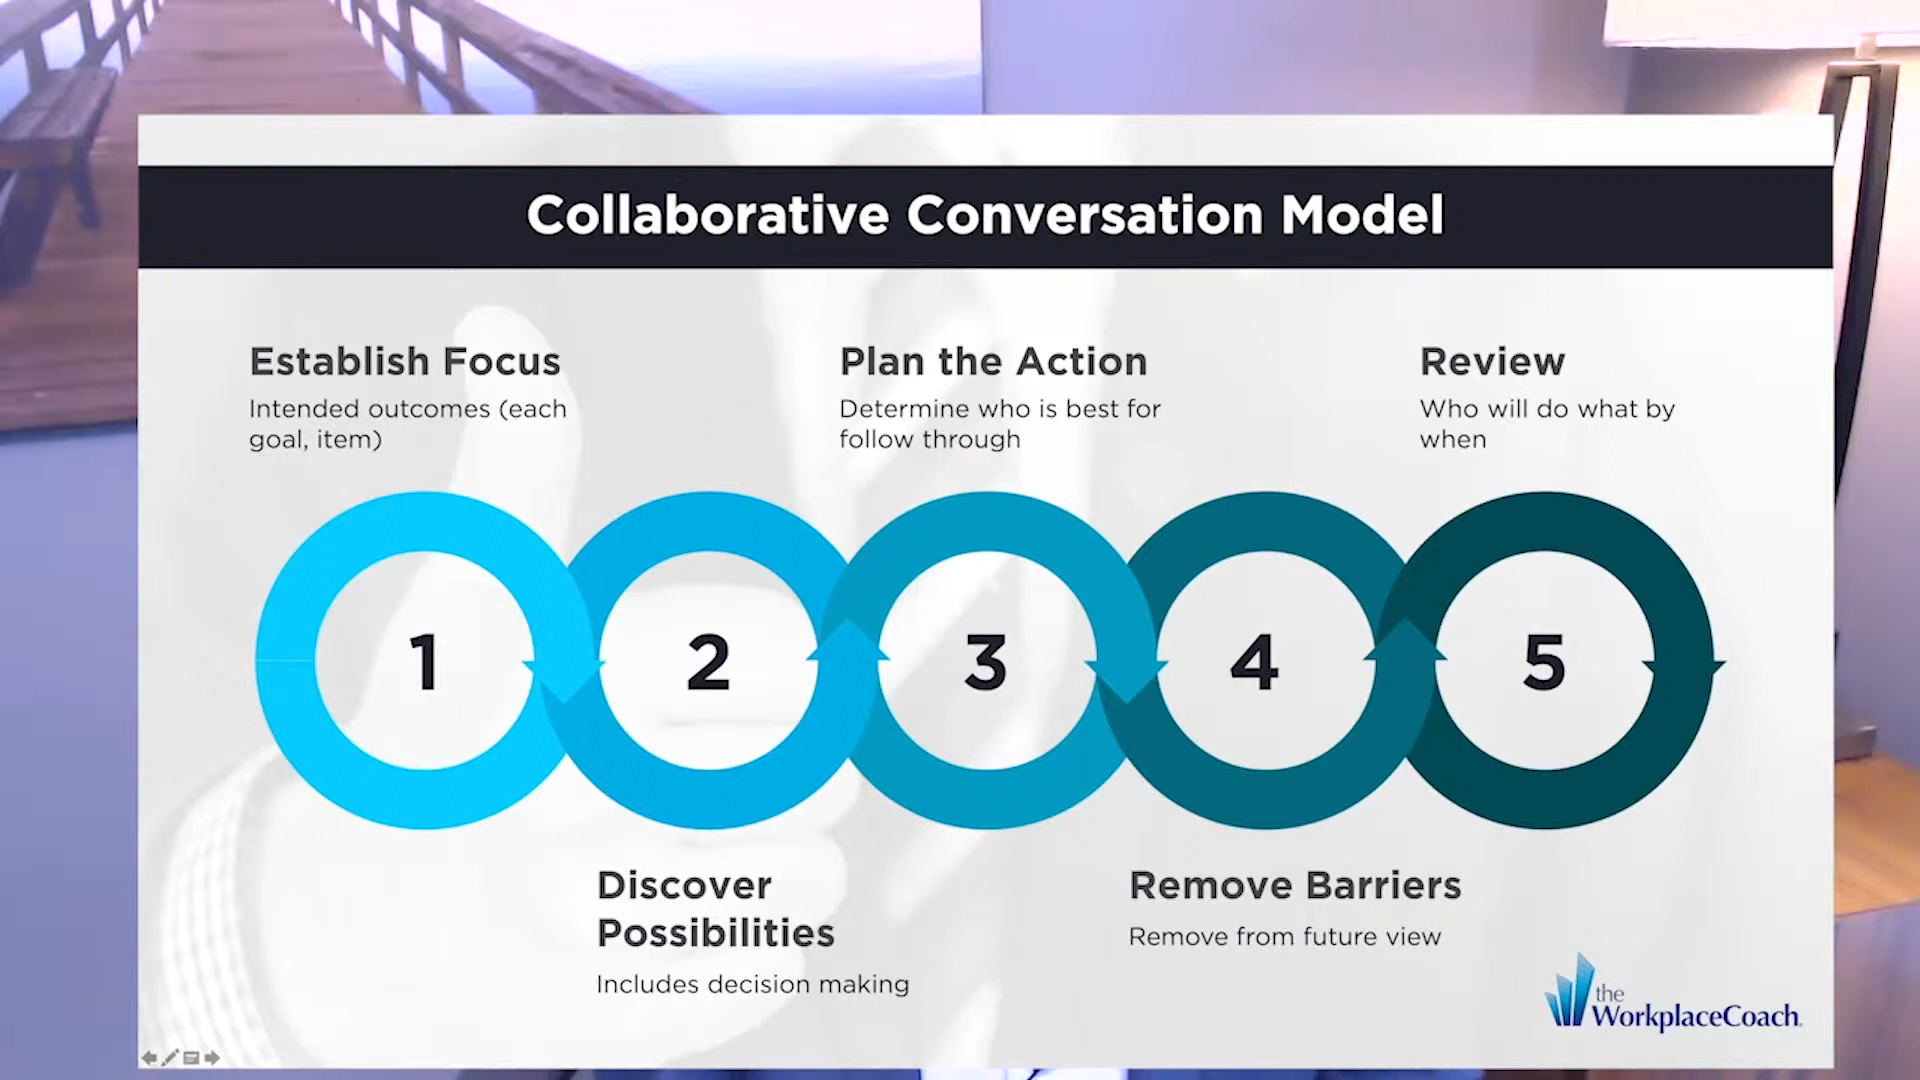 Collaborative Conversation Model
Establish Focus
Intended outcomes (each
goal, item)
Plan the Action
Determine who is best for
follow through
Review
Who will do what by
when
1
2
3
4
5
Discover
Possibilities
Includes decision making
Remove Barriers
Remove from future view
the
WorkplaceCoach.